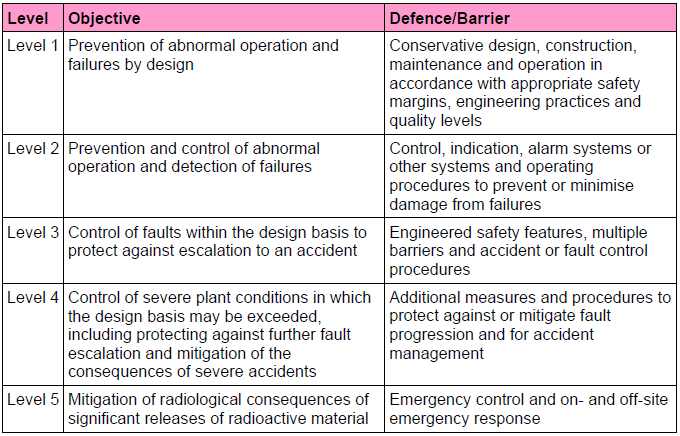 Level Objective Defence/Barrier
Level 1 Prevention of abnormal operation and failures by design
Conservative design, construction,
maintenance and operation in
accordance with appropriate safety
margins, engineering practices and
quality levels
Level 2 Prevention and control of abnormal
operation and detection of failures
Control, indication, alarm systems or
other systems and operating
procedures to prevent or minimise
damage from failures
Level 3 Control of faults within the design basis to
protect against escalation to an accident
Engineered safety features, multiple
barriers and accident or fault control
procedures
Level 4 Control of severe plant conditions in which
the design basis may be exceeded,
including protecting against further fault
escalation and mitigation of the
consequences of severe accidents
Additional measures and procedures to
protect against or mitigate fault
progression and for accident
management
Level 5 Mitigation of radiological consequences of
significant releases of radioactive material
Emergency control and on- and off-site
emergency response